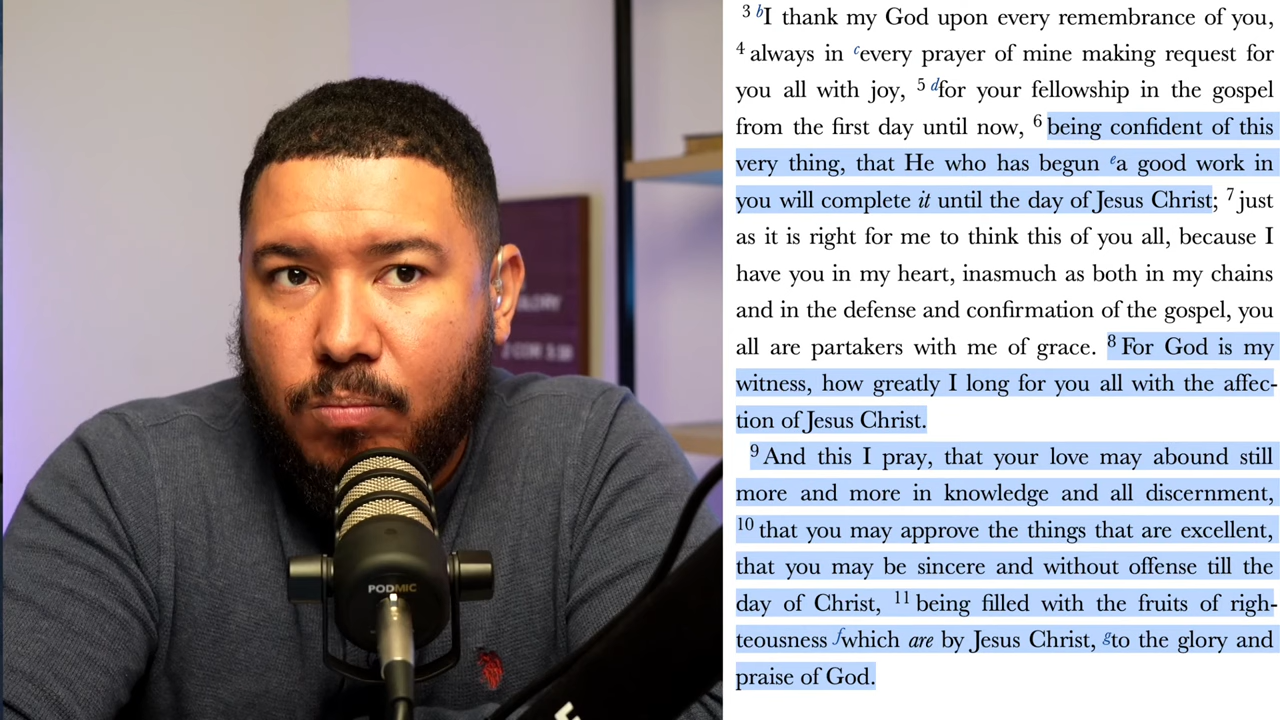 3 bI thank my God upon every remembrance of you,
4 always in cevery prayer of mine making request for
you all with joy, 5 dfor your fellowship in the gospel
from the first day until now, 6 being confident of this
very thing, that He who has begun ea good work in
you will complete it until the day of Jesus Christ; 7 just
as it is right for me to think this of you all, because I
have you in my heart, inasmuch as both in my chains
and in the defense and confirmation of the gospel, you
all are partakers with me of grace. 8 For God is my
witness, how greatly I long for you all with the affec-
tion of Jesus Christ.
9 And this I pray, that your love may abound still
more and more in knowledge and all discernment,
10 that you may approve the things that are excellent,
that you may be sincere and without offense till the
day of Christ, 11 being filled with the fruits of righ-
teousness fwhich are by Jesus Christ, gto the glory and
praise of God.
GLORY
2 COR 3:18
PODMIC